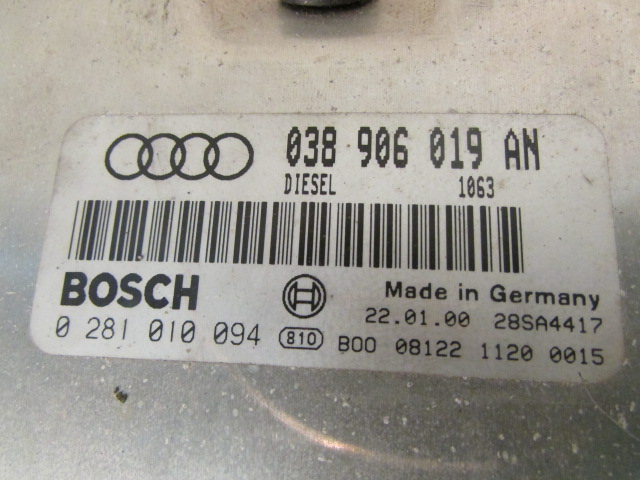 038 906 019 AN
DIESEL 1063
BOSCH
Made in Germany
22.01.00 28SA4417
0 281 010 094 810 B00 08122 1120 0015